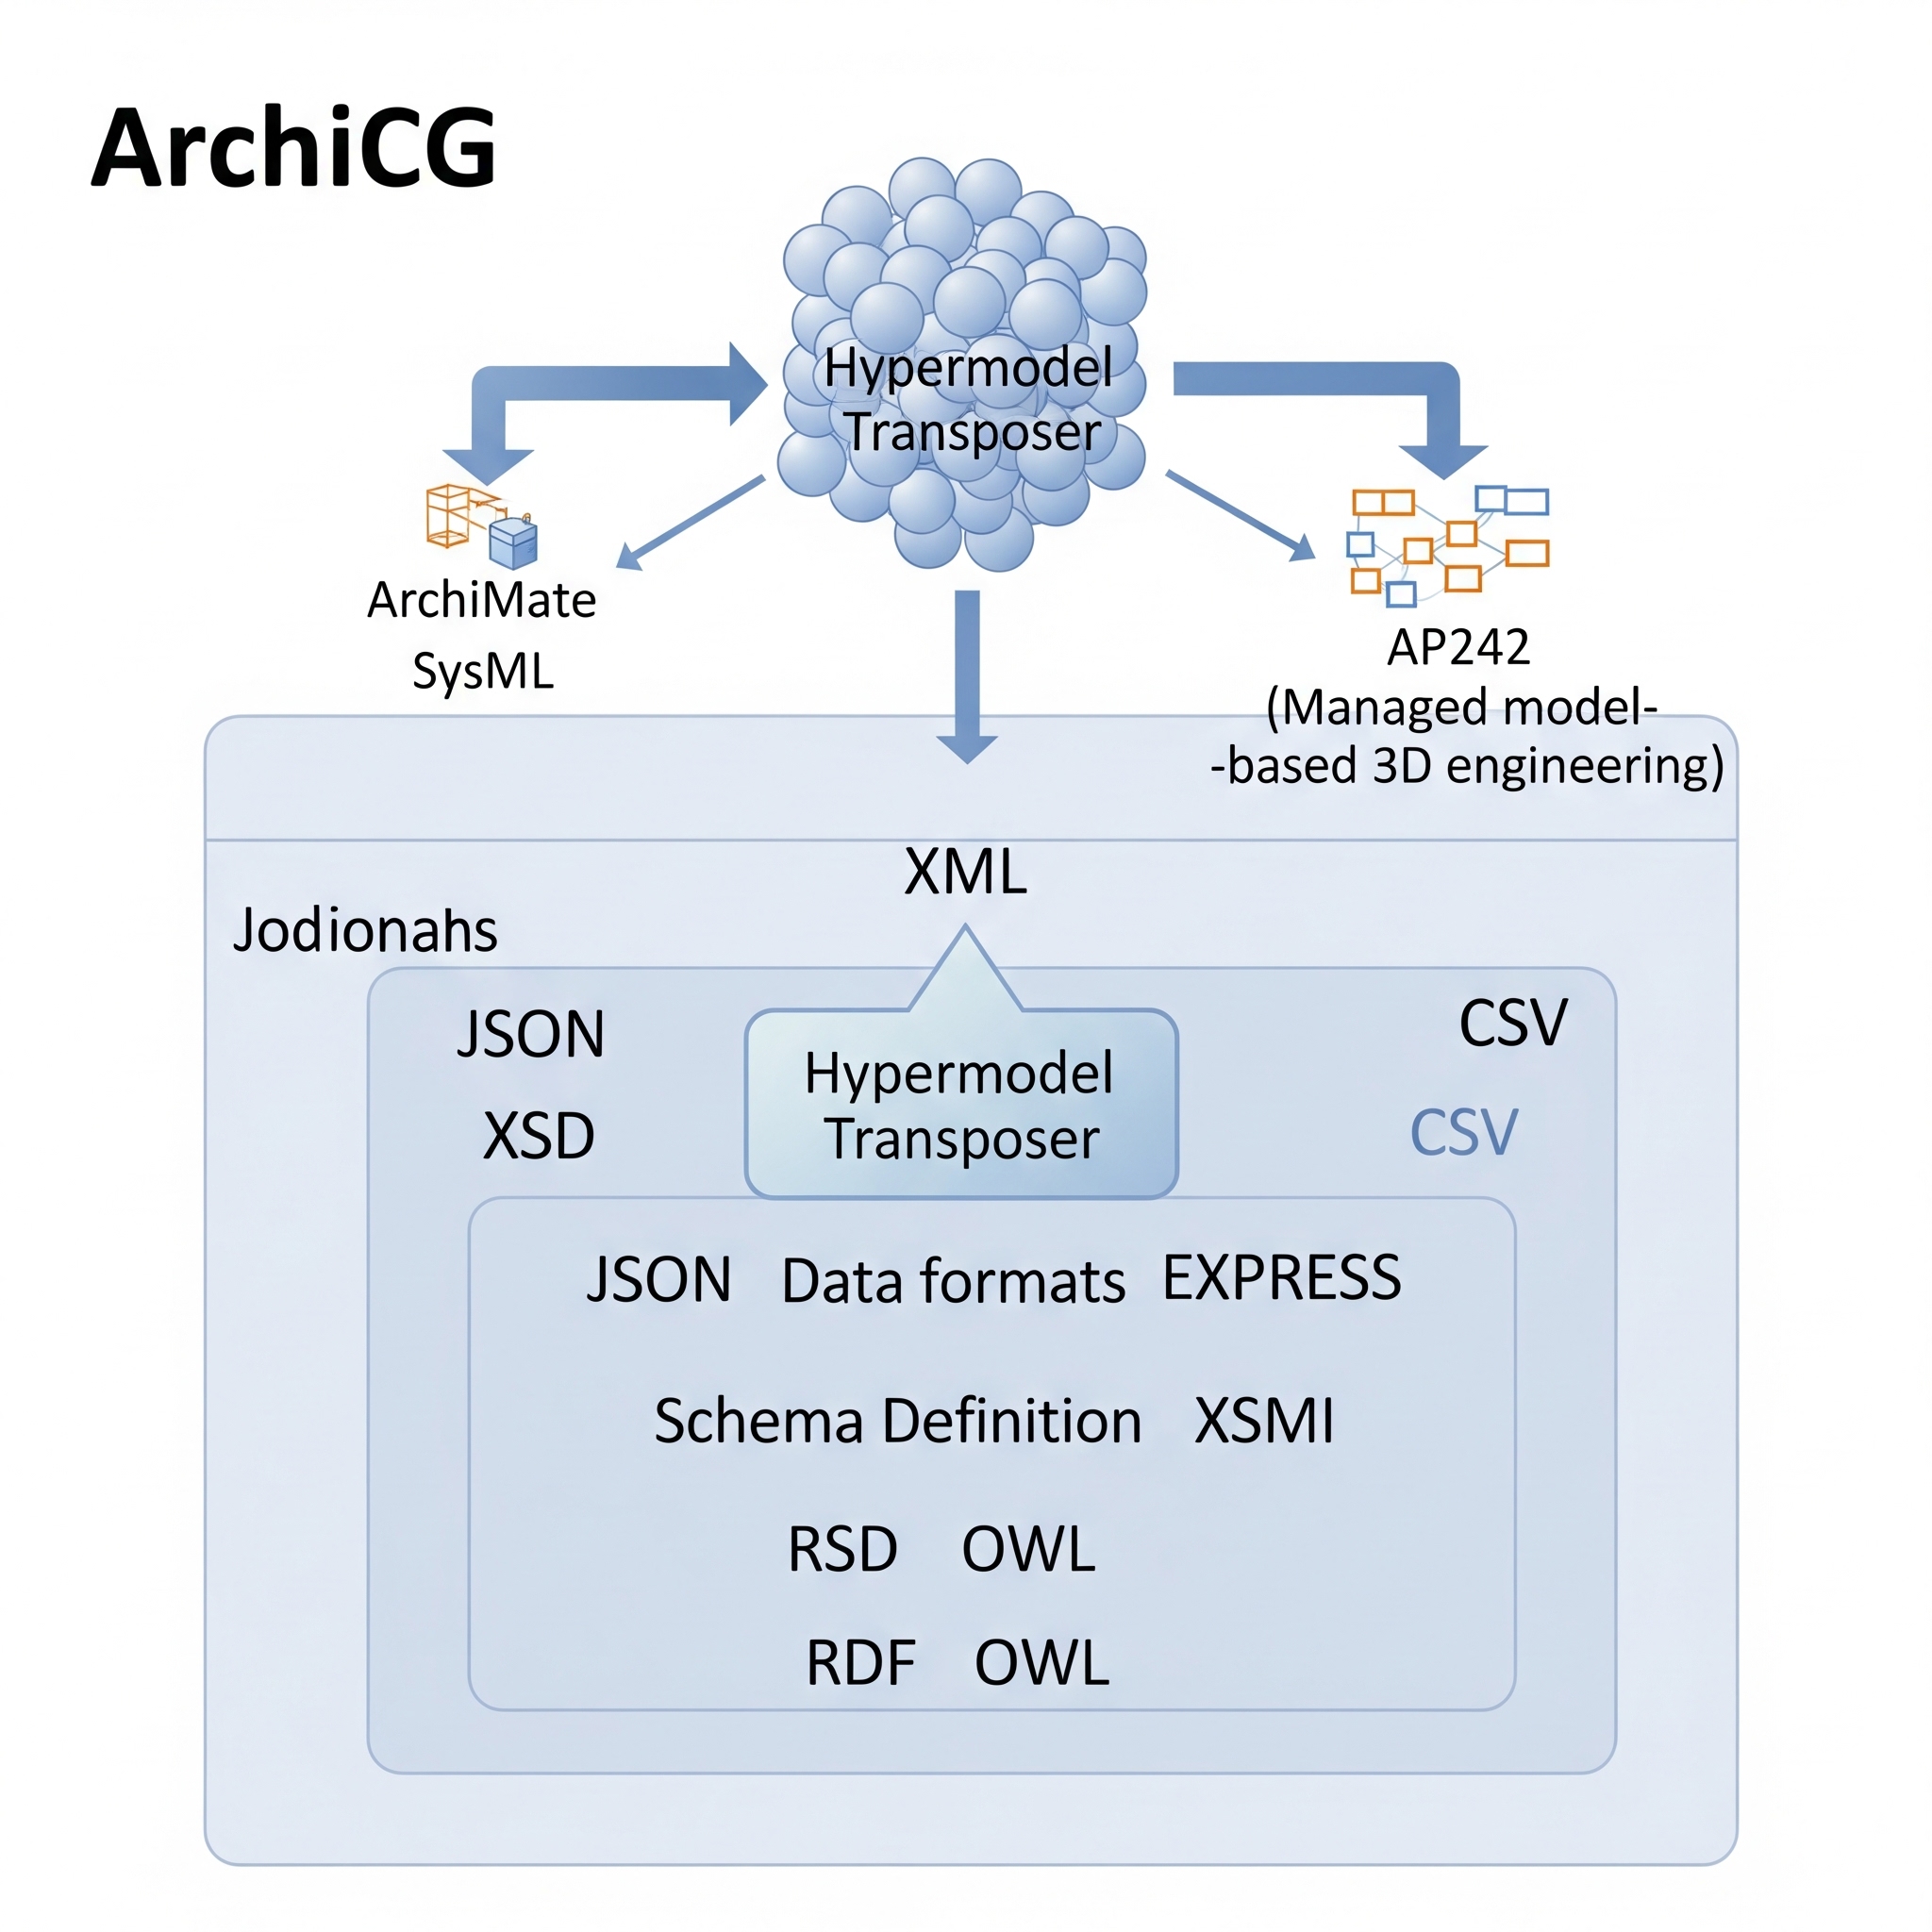 ArchiCG
Hypermodel
Transposer
ArchiMate
SysML
AP242
(Managed model-
-based 3D engineering)
XML
Jodionahs
JSON
CSV
Hypermodel
Transposer
XSD
CSV
JSON Data formats EXPRESS
Schema Definition XSMI
RSD OWL
RDF OWL